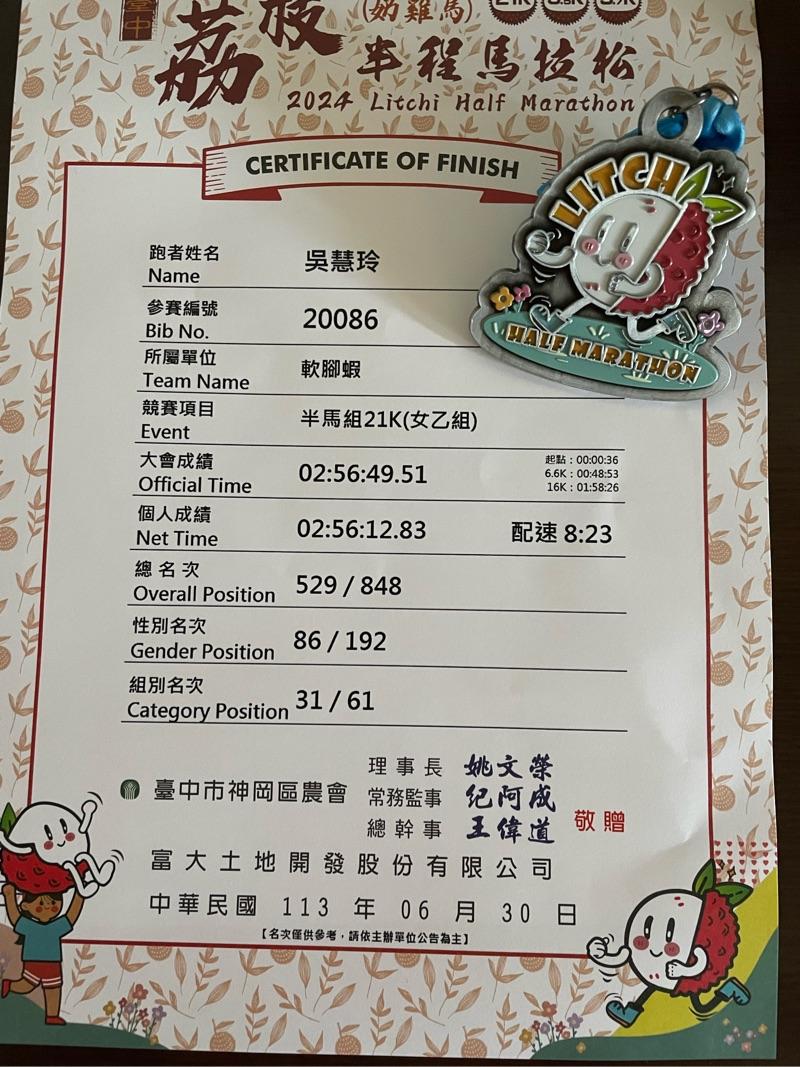 臺中
荔枝
(奶雞馬)
半程馬拉松
2024 Litchi Half Marathon
CERTIFICATE OF FINISH
LITCHI
HALF MARATHON
跑者姓名 吳慧玲
Name
參賽編號 20086
Bib No.
所屬單位 軟腳蝦
Team Name
競賽項目 半馬組21K(女乙組)
Event
大會成績 02:56:49.51
Official Time
起點：00:00:36
6.6K：00:48:53
16K：01:58:26
個人成績 02:56:12.83 配速 8:23
Net Time
總名次 529 / 848
Overall Position
性別名次 86 / 192
Gender Position
組別名次 31 / 61
Category Position
臺中市神岡區農會
理事長 姚文榮
常務監事 紀阿成
總幹事 王偉道
敬贈
富大土地開發股份有限公司
中華民國 113 年 06 月 30 日
【名次僅供參考，請依主辦單位公告為主】